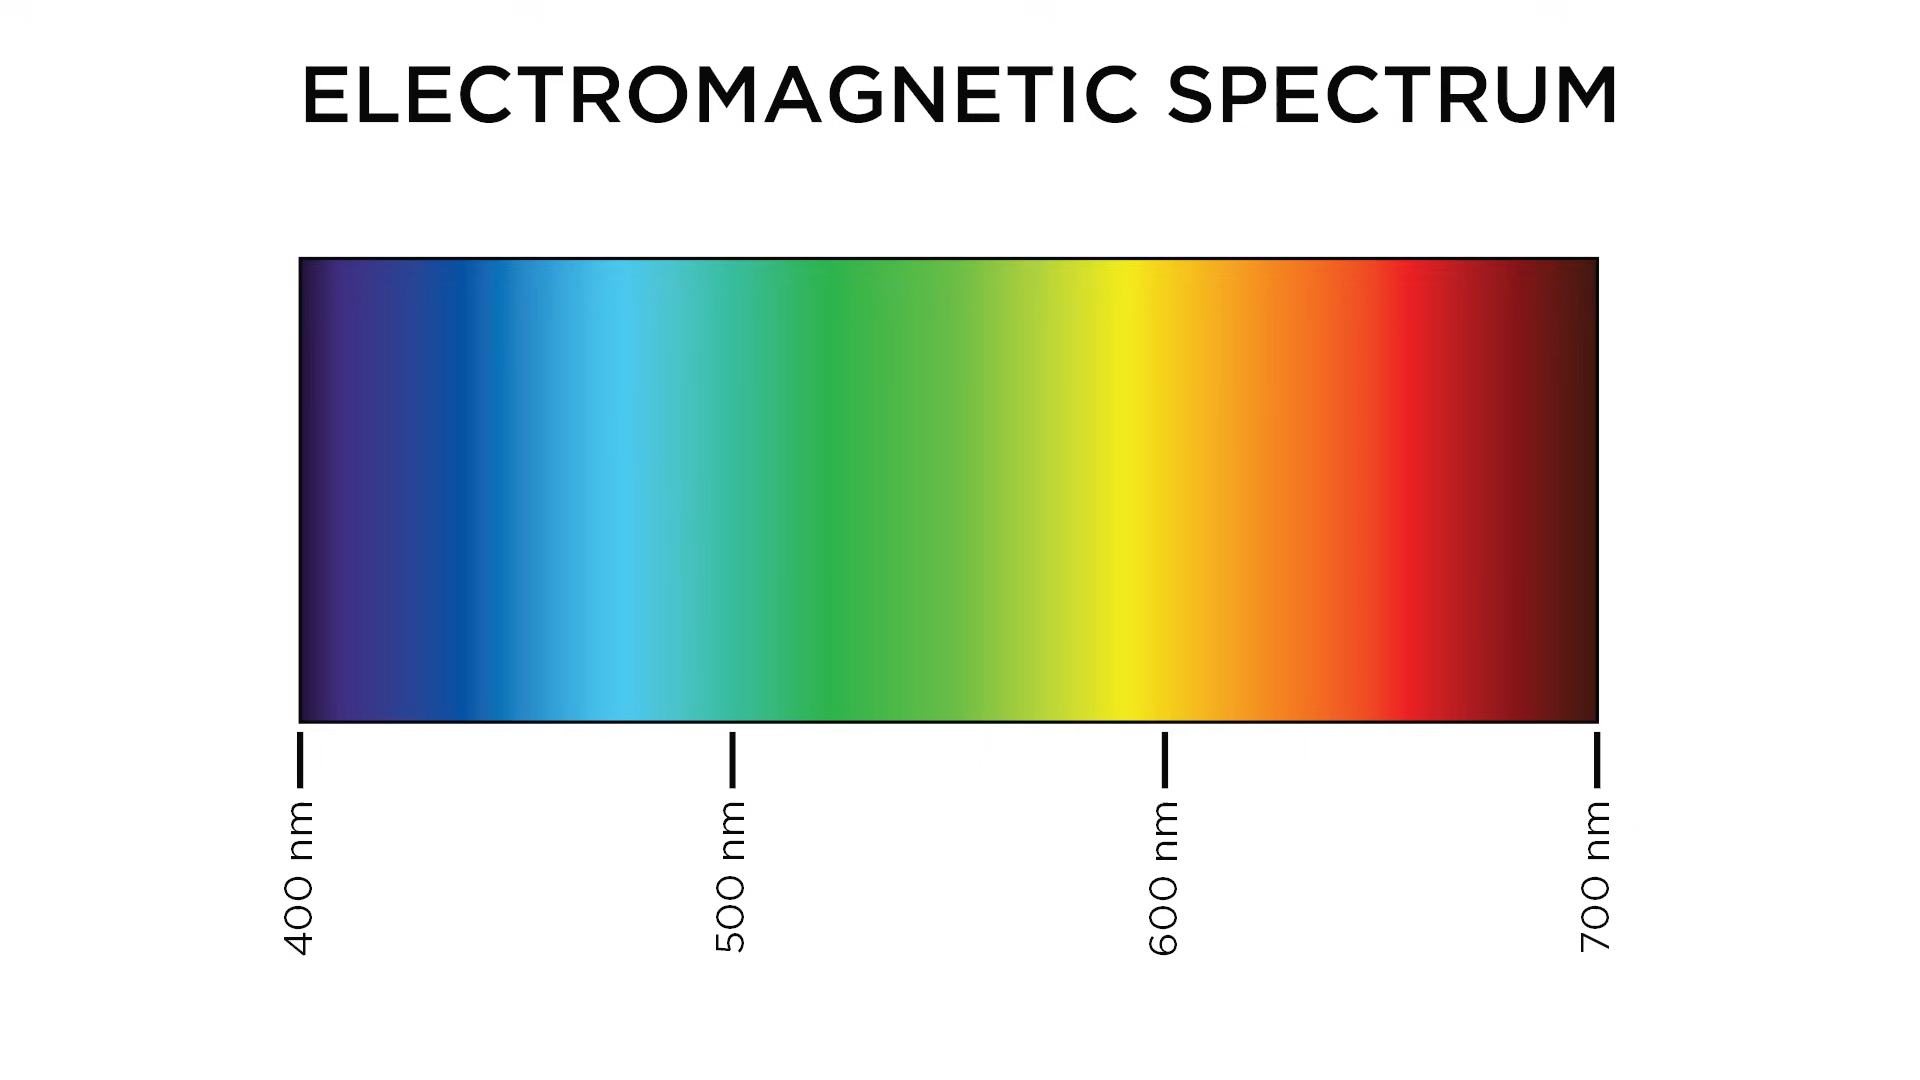 ELECTROMAGNETIC SPECTRUM
400 nm
500 nm
600 nm
700 nm